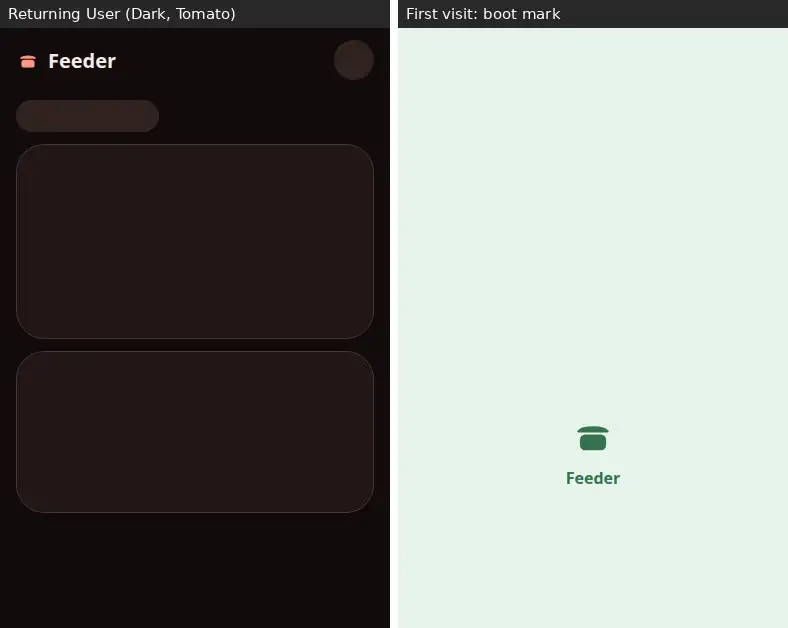 Returning User (Dark, Tomato)
First visit: boot mark
Feeder
Feeder